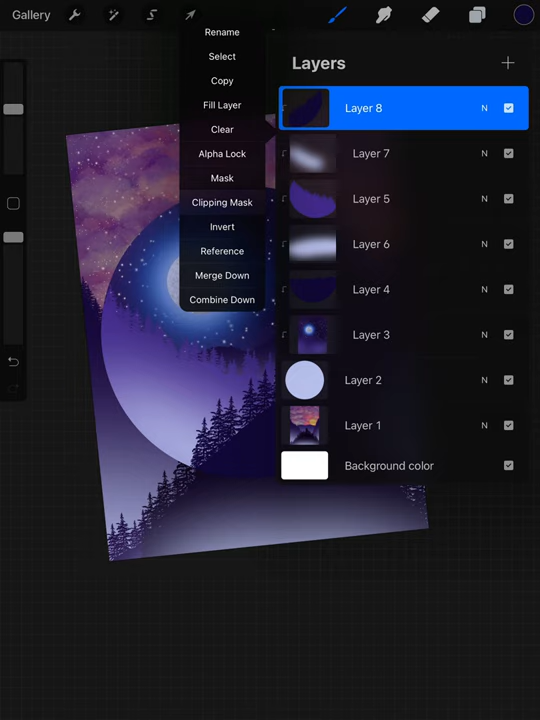 Gallery
Rename
Select
Copy
Fill Layer
Clear
Alpha Lock
Mask
Clipping Mask
Invert
Reference
Merge Down
Combine Down
Layers
Layer 8 N
Layer 7 N
Layer 5 N
Layer 6 N
Layer 4 N
Layer 3 N
Layer 2 N
Layer 1 N
Background color